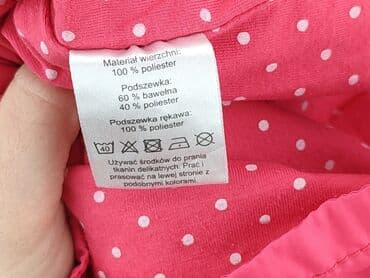 Materiał wierzchni:
100 % poliester
Podszewka:
60 % bawełna
40 % poliester
Podszewka rękawa:
100 % poliester
40
Używać środków do prania
tkanin delikatnych. Prać i
prasować na lewej stronie z
podobnymi kolorami.